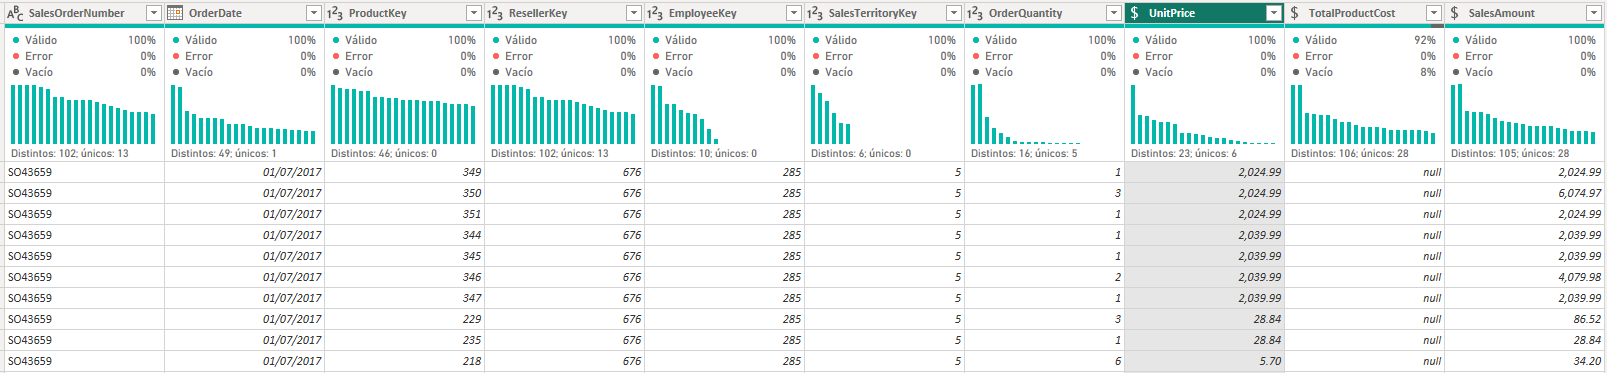 SalesOrderNumber OrderDate ProductKey ResellerKey EmployeeKey SalesTerritoryKey OrderQuantity UnitPrice TotalProductCost SalesAmount
Válido 100% Válido 100% Válido 100% Válido 100% Válido 100% Válido 100% Válido 100% Válido 100% Válido 92% Válido 100%
Error 0% Error 0% Error 0% Error 0% Error 0% Error 0% Error 0% Error 0% Error 0% Error 0%
Vacío 0% Vacío 0% Vacío 0% Vacío 0% Vacío 0% Vacío 0% Vacío 0% Vacío 0% Vacío 8% Vacío 0%
Distintos: 102; únicos: 13 Distintos: 49; únicos: 1 Distintos: 46; únicos: 0 Distintos: 102; únicos: 13 Distintos: 10; únicos: 0 Distintos: 6; únicos: 0 Distintos: 16; únicos: 5 Distintos: 23; únicos: 6 Distintos: 106; únicos: 28 Distintos: 105; únicos: 28
SO43659 01/07/2017 349 676 285 5 1 2,024.99 null 2,024.99
SO43659 01/07/2017 350 676 285 5 3 2,024.99 null 6,074.97
SO43659 01/07/2017 351 676 285 5 1 2,024.99 null 2,024.99
SO43659 01/07/2017 344 676 285 5 1 2,039.99 null 2,039.99
SO43659 01/07/2017 345 676 285 5 1 2,039.99 null 2,039.99
SO43659 01/07/2017 346 676 285 5 2 2,039.99 null 4,079.98
SO43659 01/07/2017 347 676 285 5 1 2,039.99 null 2,039.99
SO43659 01/07/2017 229 676 285 5 3 28.84 null 86.52
SO43659 01/07/2017 235 676 285 5 1 28.84 null 28.84
SO43659 01/07/2017 218 676 285 5 6 5.70 null 34.20